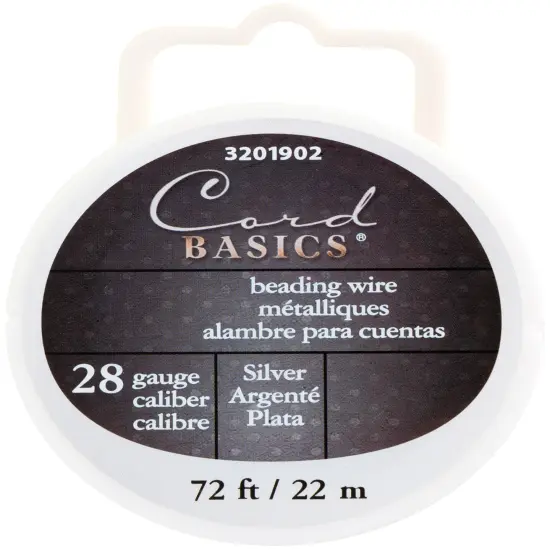 3201902
Cord
BASICS®
beading wire
métalliques
alambre para cuentas
28 gauge
caliber
calibre
Silver
Argenté
Plata
72 ft / 22 m